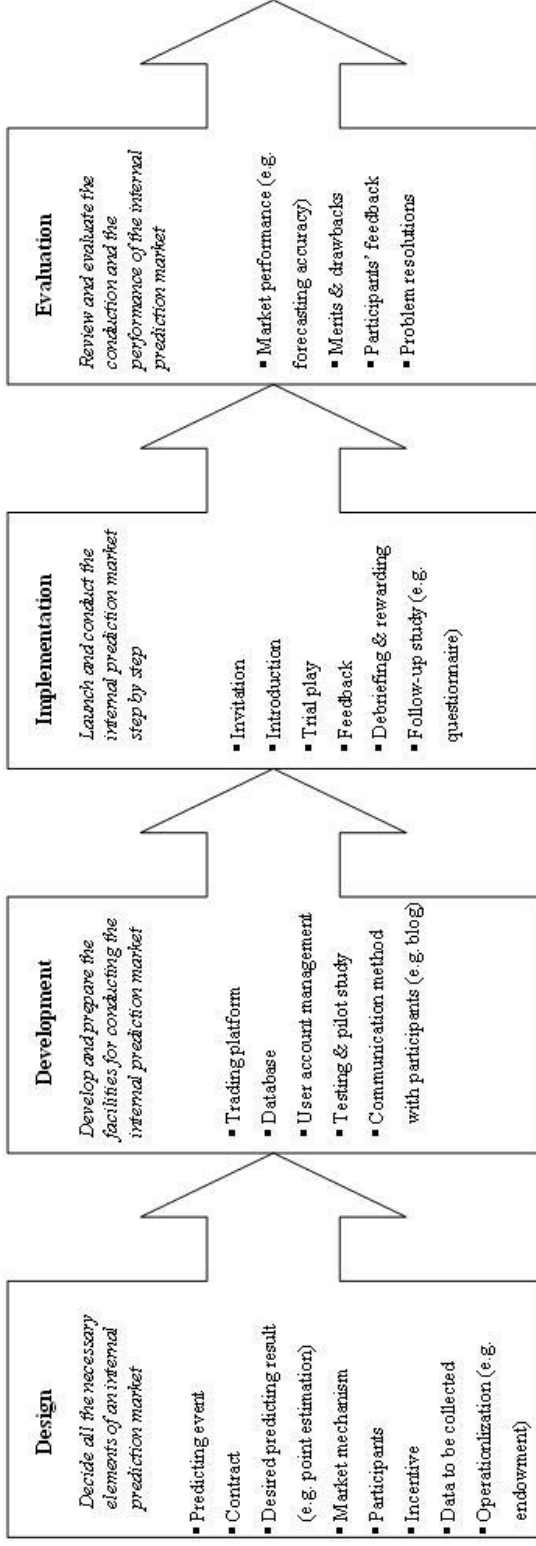 Design
Decide all the necessary
elements of an internal
prediction market
▪ Predicting event
▪ Contract
▪ Desired predicting result
(e.g. point estimation)
▪ Market mechanism
▪ Participants
▪ Incentive
▪ Data to be collected
▪ Operationlization (e.g.
endowment)
Development
Develop and prepare the
facilities for conducting the
internal prediction market
▪ Trading platform
▪ Database
▪ User account management
▪ Testing & pilot study
▪ Communication method
with participants (e.g. blog)
Implementation
Launch and conduct the
internal prediction market
step by step
▪ Invitation
▪ Introduction
▪ Trial play
▪ Feedback
▪ Debriefing & rewarding
▪ Follow-up study (e.g.
questionnaire)
Evaluation
Review and evaluate the
conduction and the
performance of the internal
prediction market
▪ Market performance (e.g.
forecasting accuracy)
▪ Merits & drawbacks
▪ Participants' feedback
▪ Problem resolutions